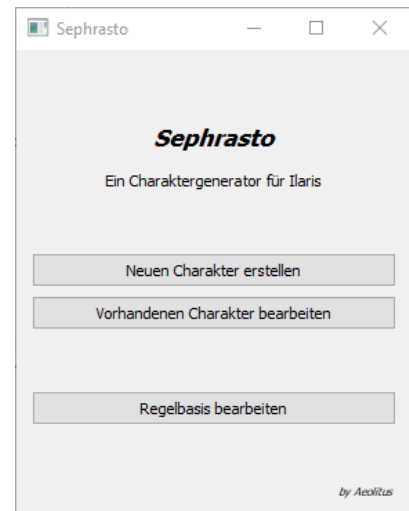 Sephrasto
Sephrasto
Ein Charaktergenerator für Ilaris
Neuen Charakter erstellen
Vorhandenen Charakter bearbeiten
Regelbasis bearbeiten
by Aeolitus